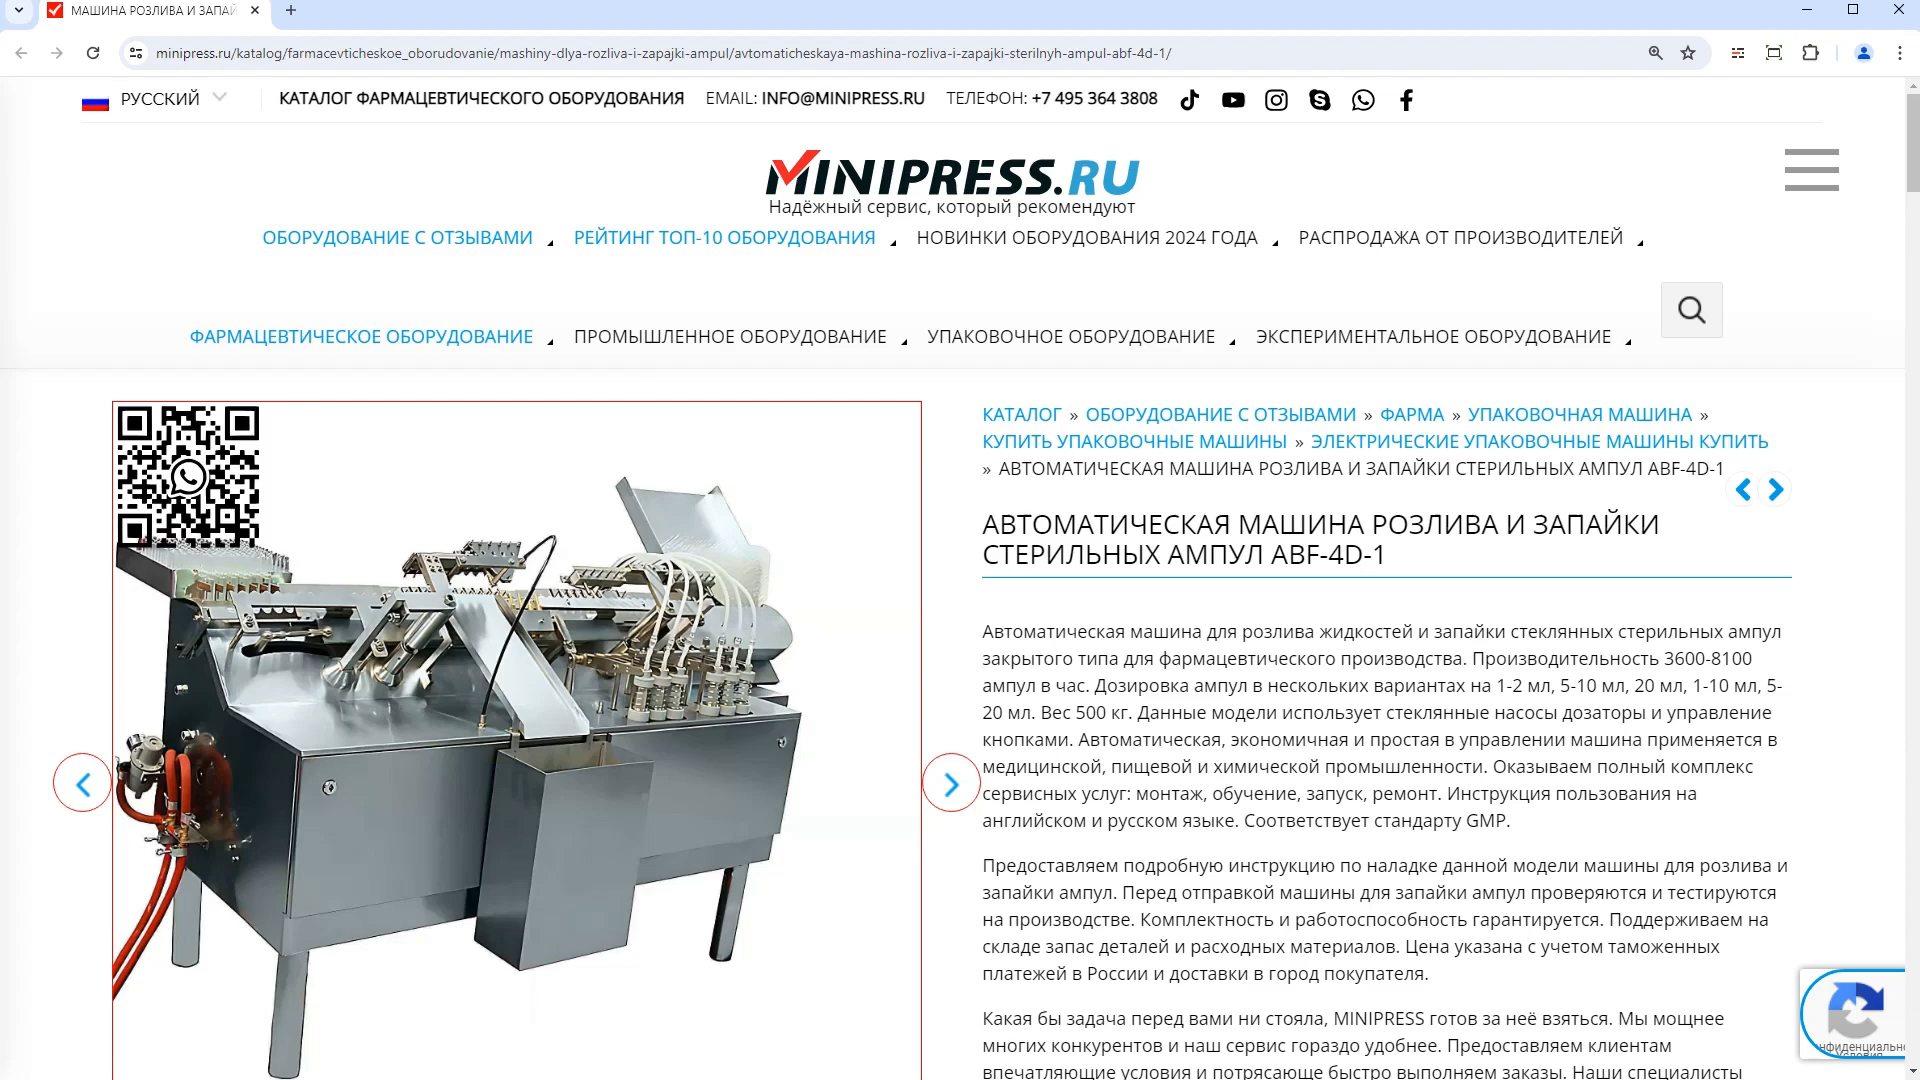 МАШИНА РОЗЛИВА И ЗАПАЙ
minipress.ru/katalog/farmacevticheskoe_oborudovanie/mashiny-dlya-rozliva-i-zapajki-ampul/avtomaticheskaya-mashina-rozliva-i-zapajki-sterilnyh-ampul-abf-4d-1/
РУССКИЙ КАТАЛОГ ФАРМАЦЕВТИЧЕСКОГО ОБОРУДОВАНИЯ EMAIL: INFO@MINIPRESS.RU ТЕЛЕФОН: +7 495 364 3808
MINIPRESS.RU
Надёжный сервис, который рекомендуют
ОБОРУДОВАНИЕ С ОТЗЫВАМИ РЕЙТИНГ ТОП-10 ОБОРУДОВАНИЯ НОВИНКИ ОБОРУДОВАНИЯ 2024 ГОДА РАСПРОДАЖА ОТ ПРОИЗВОДИТЕЛЕЙ
ФАРМАЦЕВТИЧЕСКОЕ ОБОРУДОВАНИЕ ПРОМЫШЛЕННОЕ ОБОРУДОВАНИЕ УПАКОВОЧНОЕ ОБОРУДОВАНИЕ ЭКСПЕРИМЕНТАЛЬНОЕ ОБОРУДОВАНИЕ
КАТАЛОГ » ОБОРУДОВАНИЕ С ОТЗЫВАМИ » ФАРМА » УПАКОВОЧНАЯ МАШИНА »
КУПИТЬ УПАКОВОЧНЫЕ МАШИНЫ » ЭЛЕКТРИЧЕСКИЕ УПАКОВОЧНЫЕ МАШИНЫ КУПИТЬ
» АВТОМАТИЧЕСКАЯ МАШИНА РОЗЛИВА И ЗАПАЙКИ СТЕРИЛЬНЫХ АМПУЛ ABF-4D-1
АВТОМАТИЧЕСКАЯ МАШИНА РОЗЛИВА И ЗАПАЙКИ
СТЕРИЛЬНЫХ АМПУЛ ABF-4D-1
Автоматическая машина для розлива жидкостей и запайки стеклянных стерильных ампул
закрытого типа для фармацевтического производства. Производительность 3600-8100
ампул в час. Дозировка ампул в нескольких вариантах на 1-2 мл, 5-10 мл, 20 мл, 1-10 мл, 5-
20 мл. Вес 500 кг. Данные модели использует стеклянные насосы дозаторы и управление
кнопками. Автоматическая, экономичная и простая в управлении машина применяется в
медицинской, пищевой и химической промышленности. Оказываем полный комплекс
сервисных услуг: монтаж, обучение, запуск, ремонт. Инструкция пользования на
английском и русском языке. Соответствует стандарту GMP.
Предоставляем подробную инструкцию по наладке данной модели машины для розлива и
запайки ампул. Перед отправкой машины для запайки ампул проверяются и тестируются
на производстве. Комплектность и работоспособность гарантируется. Поддерживаем на
складе запас деталей и расходных материалов. Цена указана с учетом таможенных
платежей в России и доставки в город покупателя.
Какая бы задача перед вами ни стояла, MINIPRESS готов за неё взяться. Мы мощнее
многих конкурентов и наш сервис гораздо удобнее. Предоставляем клиентам
впечатляющие условия и потрясающе быстро выполняем заказы. Наши специалисты